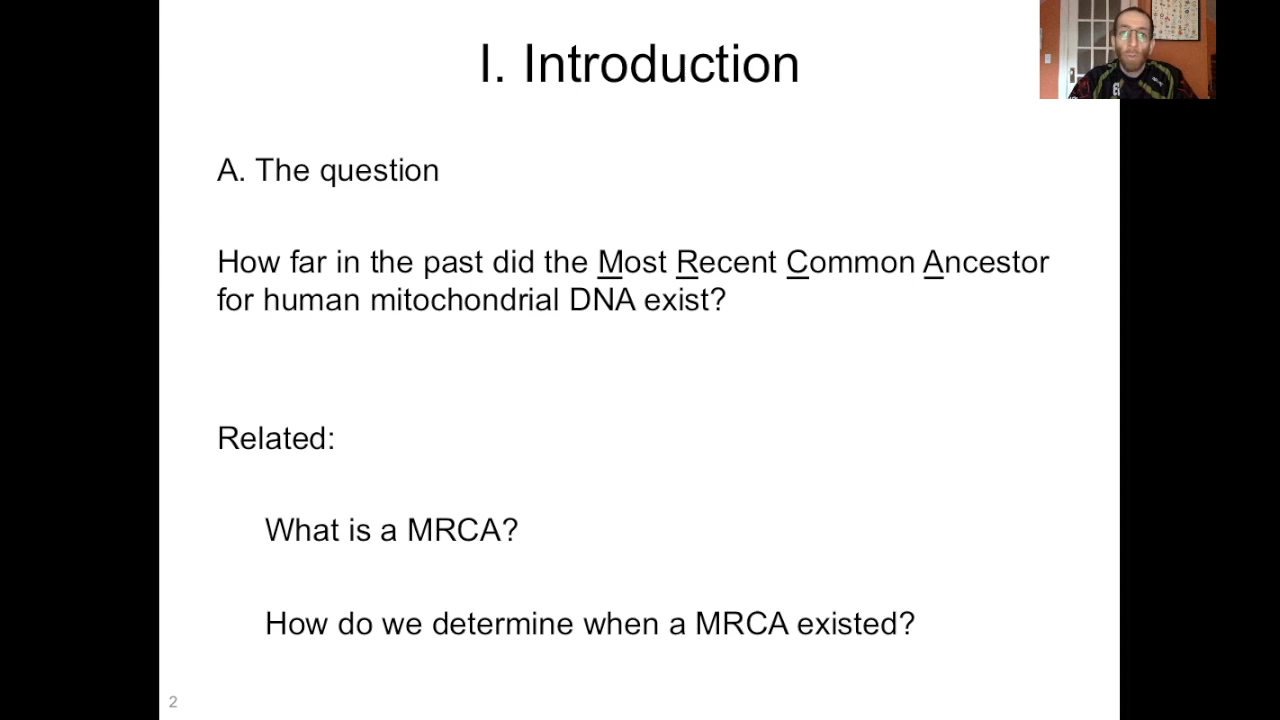 I. Introduction
A. The question
How far in the past did the Most Recent Common Ancestor
for human mitochondrial DNA exist?
Related:
What is a MRCA?
How do we determine when a MRCA existed?
2